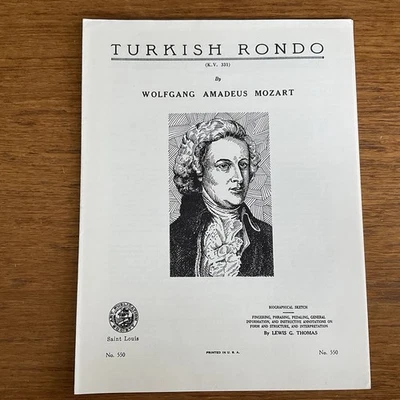 TURKISH RONDO
(K.V. 331)
By
WOLFGANG AMADEUS MOZART
BIOGRAPHICAL SKETCH
FINGERING, PHRASING, PEDALING, GENERAL
INFORMATION, AND INSTRUCTIVE ANNOTATIONS ON
FORM AND STRUCTURE, AND INTERPRETATION
By LEWIS G. THOMAS
Saint Louis
No. 550
PRINTED IN U. S. A.
No. 550